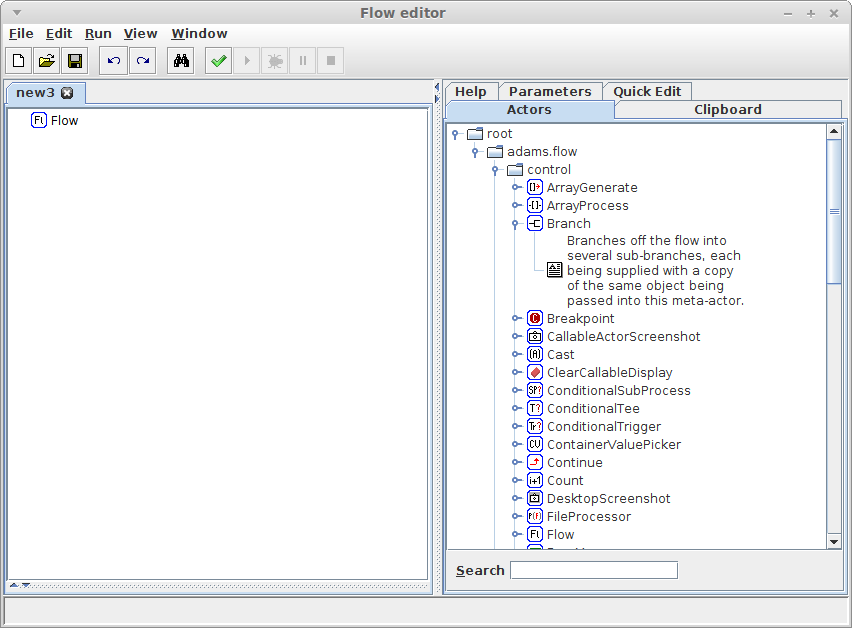 Flow editor
File Edit Run View Window
new3
Flow
Help Parameters Quick Edit
Actors Clipboard
root
adams.flow
control
ArrayGenerate
ArrayProcess
Branch
Branches off the flow into
several sub-branches, each
being supplied with a copy
of the same object being
passed into this meta-actor.
Breakpoint
CallableActorScreenshot
Cast
ClearCallableDisplay
ConditionalSubProcess
ConditionalTee
ConditionalTrigger
ContainerValuePicker
Continue
Count
DesktopScreenshot
FileProcessor
Flow
Search